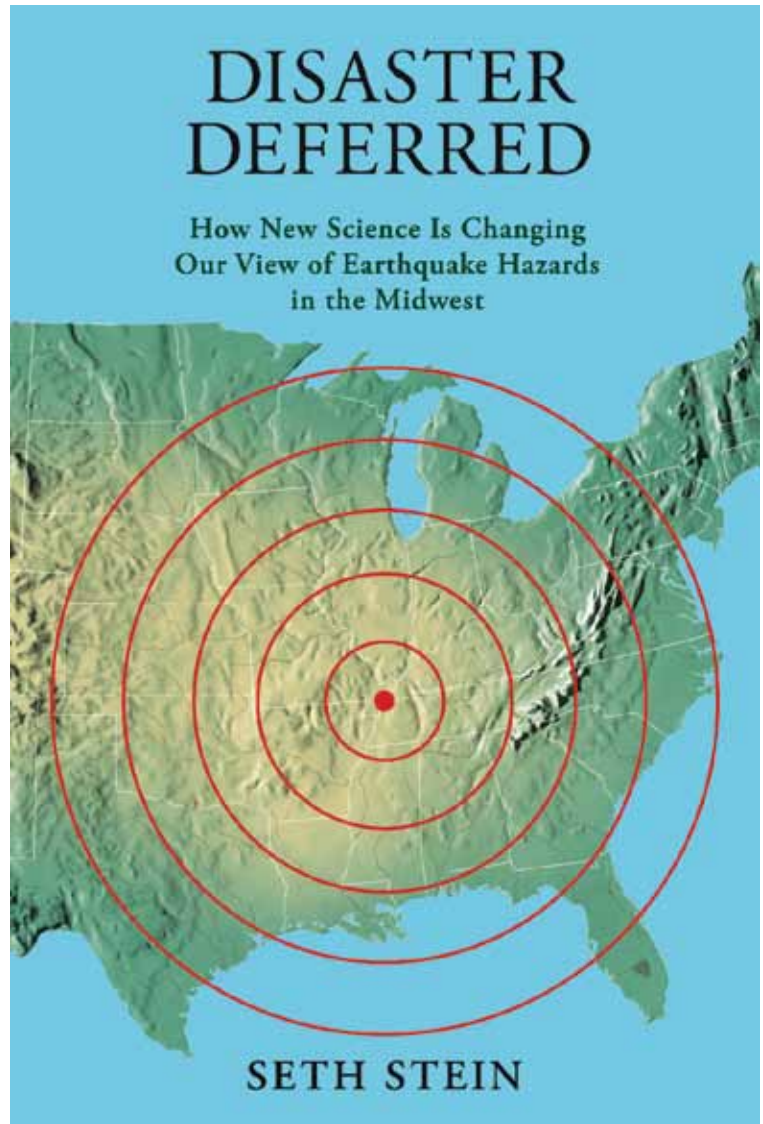 DISASTER
DEFERRED
How New Science Is Changing
Our View of Earthquake Hazards
in the Midwest
SETH STEIN